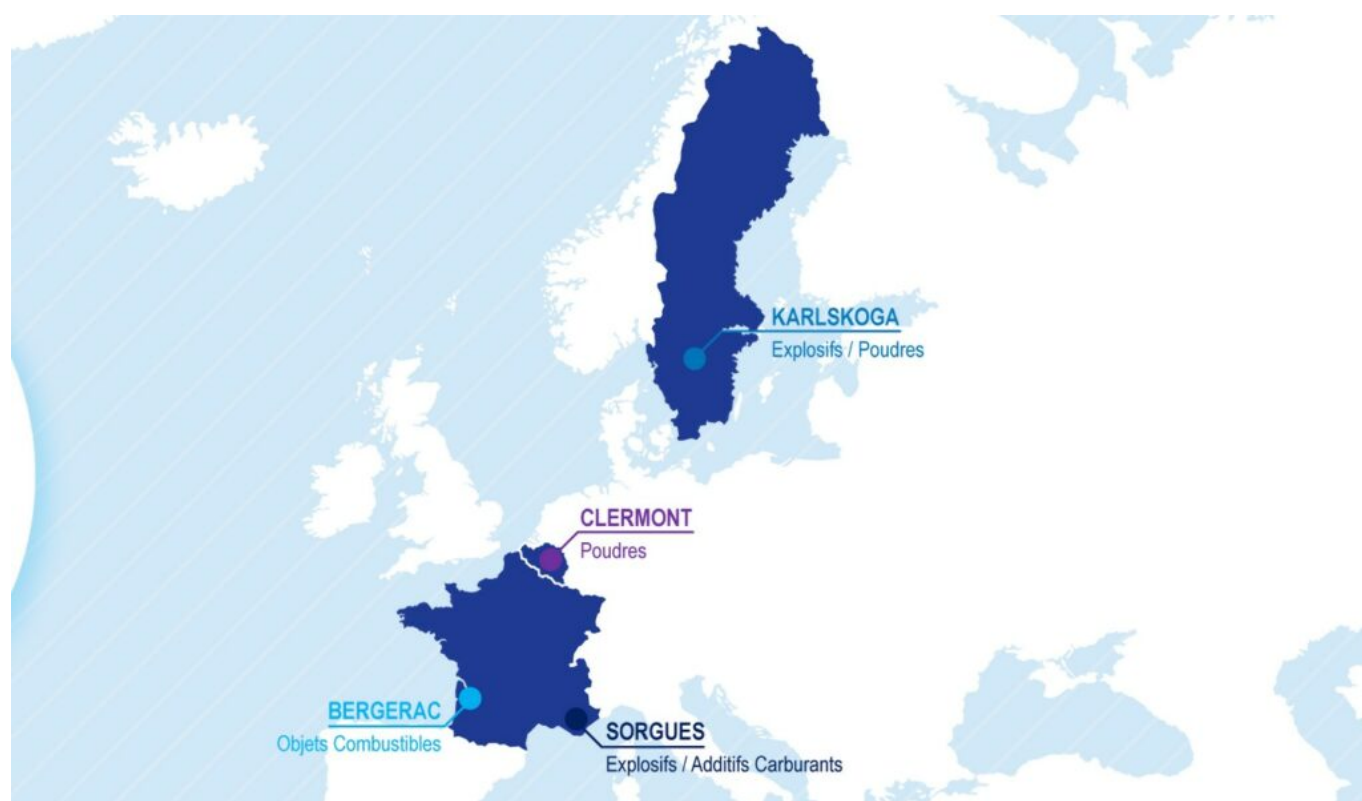 KARLSKOGA
Explosifs / Poudres
CLERMONT
Poudres
BERGERAC
Objets Combustibles
SORGUES
Explosifs / Additifs Carburants